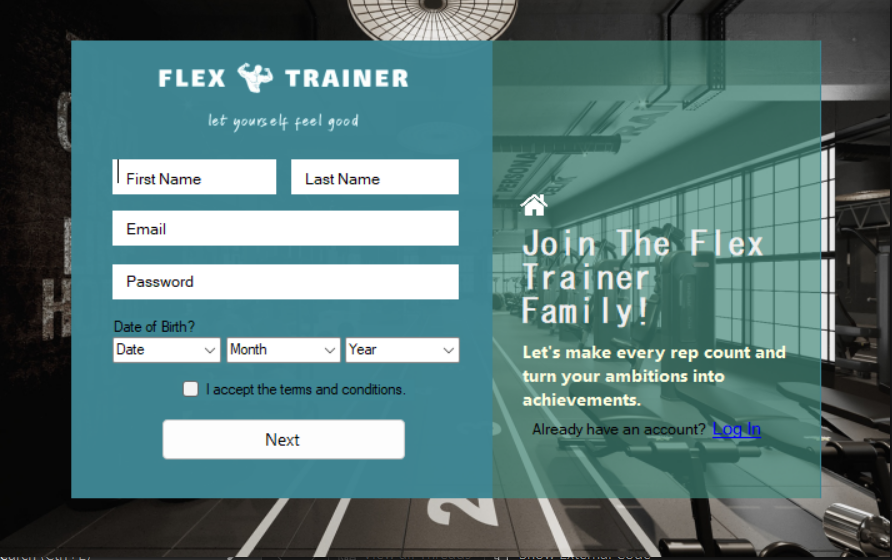 FLEX TRAINER
let yourself feel good
First Name
Last Name
Email
Password
Date of Birth?
Date
Month
Year
I accept the terms and conditions.
Next
Join The Flex
Trainer
Family!
Let's make every rep count and
turn your ambitions into
achievements.
Already have an account? Log In
PERSONAL
2